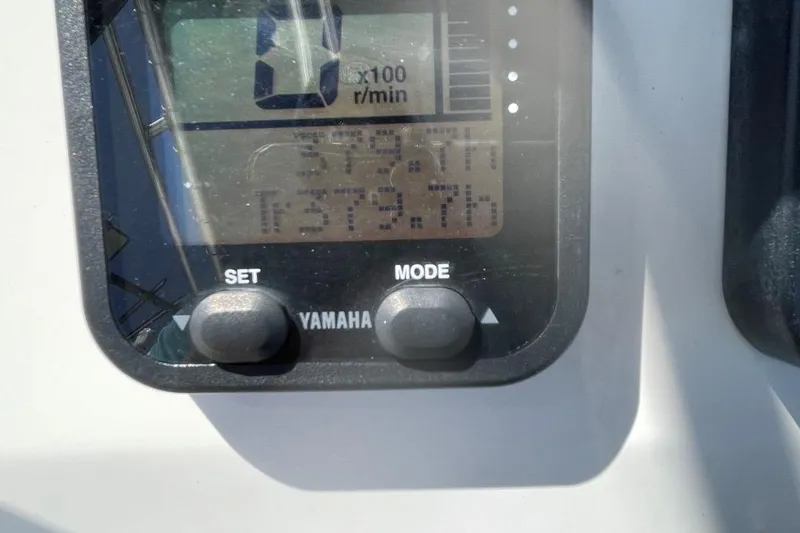 0
x100
r/min
379.7h
Tr379.7h
SET
MODE
YAMAHA